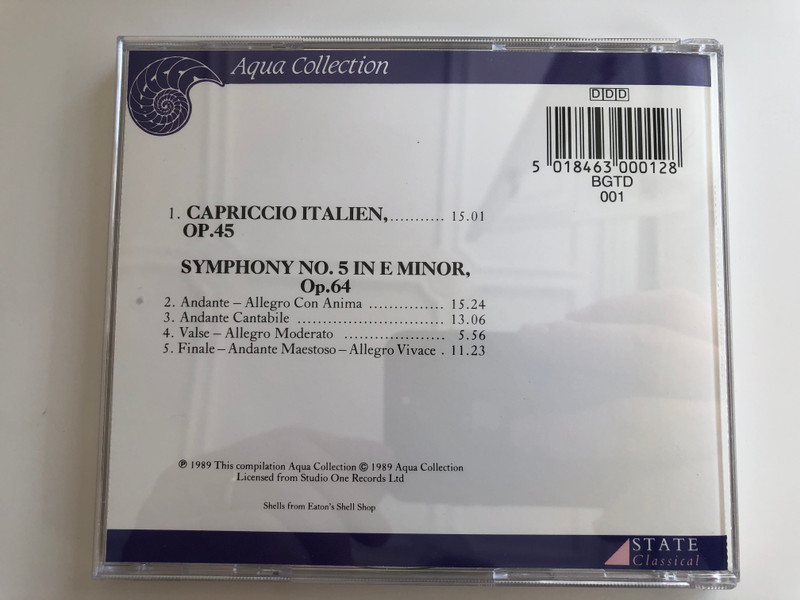 Aqua Collection
DDD
5 018463 000128
BGTD
001
1. CAPRICCIO ITALIEN,........... 15.01
OP.45
SYMPHONY NO. 5 IN E MINOR,
Op.64
2. Andante – Allegro Con Anima ............... 15.24
3. Andante Cantabile ............................. 13.06
4. Valse – Allegro Moderato .................... 5.56
5. Finale – Andante Maestoso – Allegro Vivace . 11.23
℗ 1989 This compilation Aqua Collection © 1989 Aqua Collection
Licensed from Studio One Records Ltd
Shells from Eaton's Shell Shop
STATE
Classical